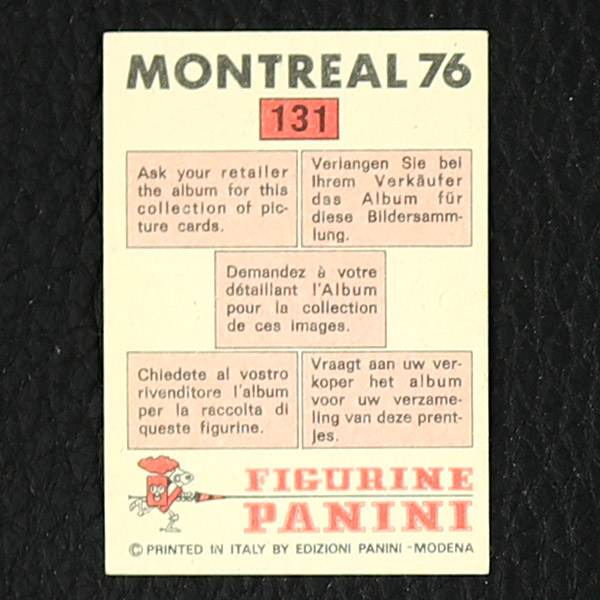 MONTREAL 76
131
Ask your retailer
the album for this
collection of pic-
ture cards.
Verlangen Sie bei
Ihrem Verkäufer
das Album für
diese Bildersamm-
lung.
Demandez à votre
détaillant l'Album
pour la collection
de ces images.
Chiedete al vostro
rivenditore l'album
per la raccolta di
queste figurine.
Vraagt aan uw ver-
koper het album
voor uw verzame-
ling van deze prent-
jes.
FIGURINE
PANINI
© PRINTED IN ITALY BY EDIZIONI PANINI - MODENA